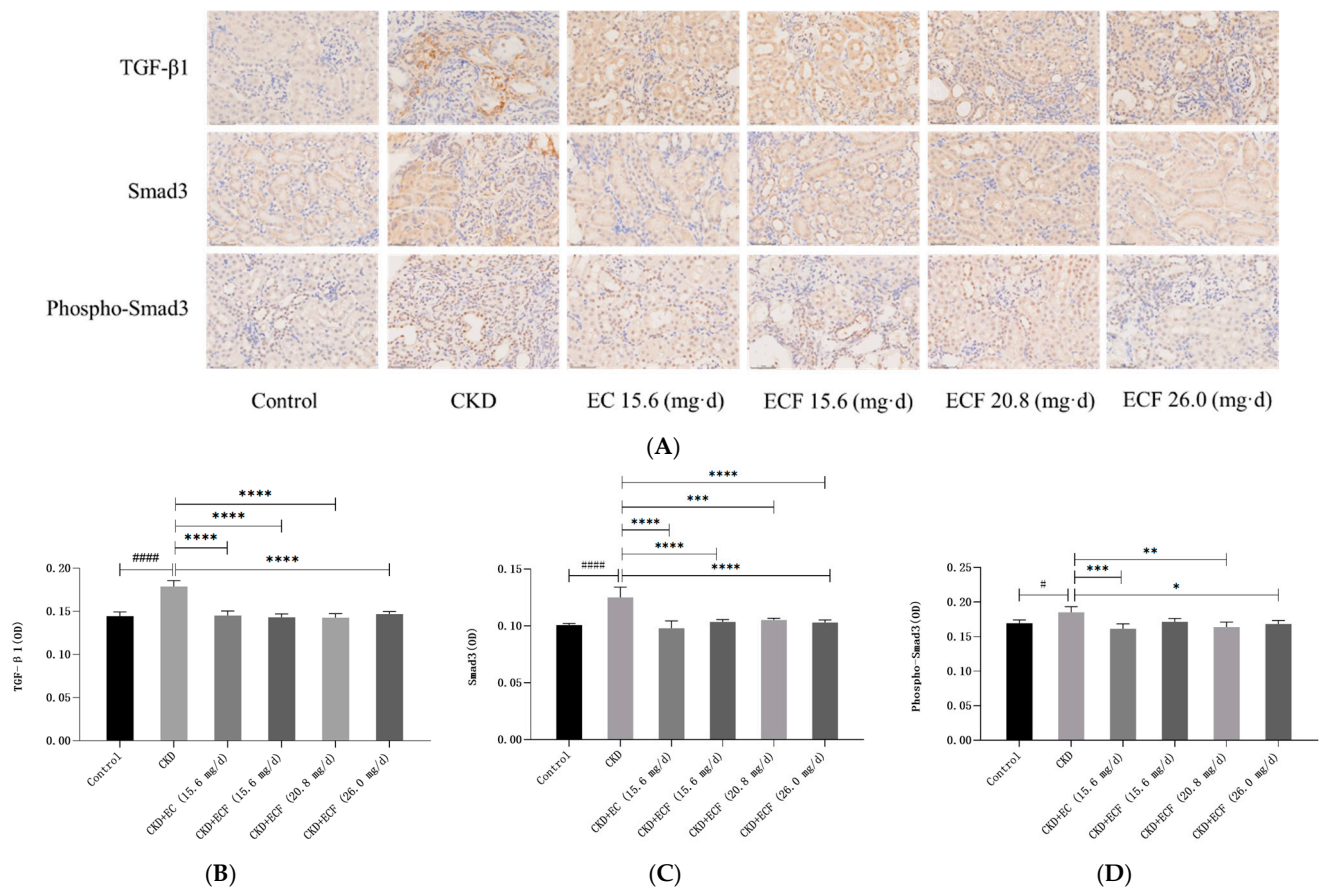 TGF-β1
Smad3
Phospho-Smad3
Control CKD EC 15.6 (mg·d) ECF 15.6 (mg·d) ECF 20.8 (mg·d) ECF 26.0 (mg·d)
(A)
TGF-β1(OD)
0.20
0.15
0.10
0.05
0.00
####
****
****
****
****
Control
CKD
CKD+EC (15.6 mg/d)
CKD+ECF (15.6 mg/d)
CKD+ECF (20.8 mg/d)
CKD+ECF (26.0 mg/d)
(B)
Smad3(OD)
0.15
0.10
0.05
0.00
####
****
***
****
****
****
Control
CKD
CKD+EC (15.6 mg/d)
CKD+ECF (15.6 mg/d)
CKD+ECF (20.8 mg/d)
CKD+ECF (26.0 mg/d)
(C)
Phospho-Smad3(OD)
0.25
0.20
0.15
0.10
0.05
0.00
#
**
***
*
Control
CKD
CKD+EC (15.6 mg/d)
CKD+ECF (15.6 mg/d)
CKD+ECF (20.8 mg/d)
CKD+ECF (26.0 mg/d)
(D)